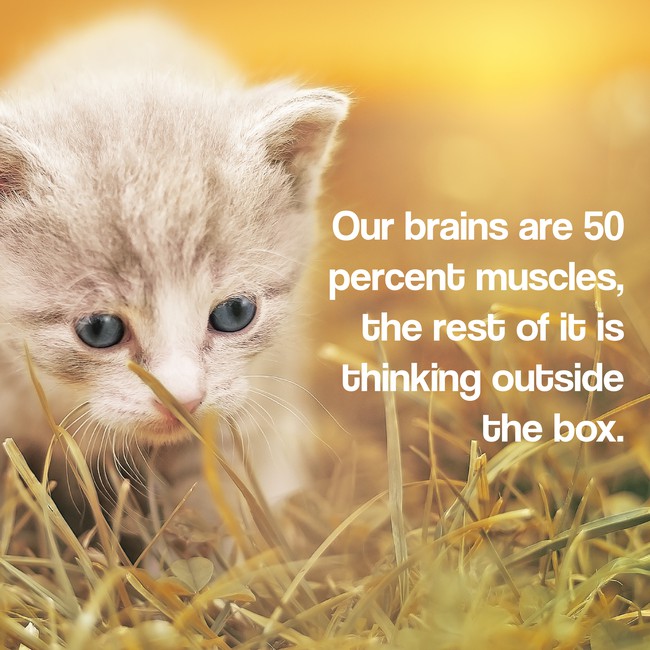 Our brains are 50
percent muscles,
the rest of it is
thinking outside
the box.